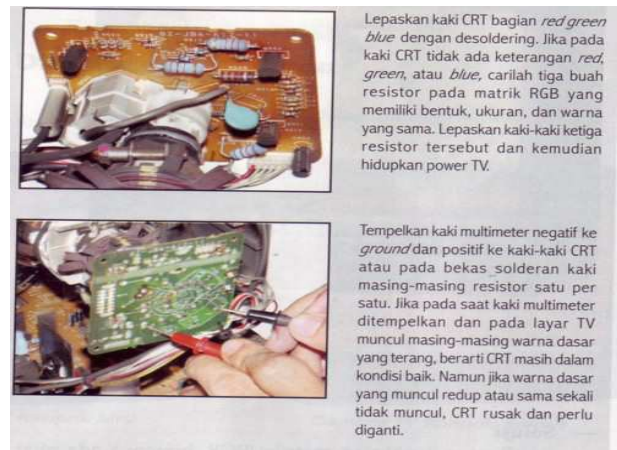 Lepaskan kaki CRT bagian red green
blue dengan desoldering. Jika pada
kaki CRT tidak ada keterangan red,
green, atau blue, carilah tiga buah
resistor pada matrik RGB yang
memiliki bentuk, ukuran, dan warna
yang sama. Lepaskan kaki-kaki ketiga
resistor tersebut dan kemudian
hidupkan power TV.
Tempelkan kaki multimeter negatif ke
ground dan positif ke kaki-kaki CRT
atau pada bekas solderan kaki
masing-masing resistor satu per
satu. Jika pada saat kaki multimeter
ditempelkan dan pada layar TV
muncul masing-masing warna dasar
yang terang, berarti CRT masih dalam
kondisi baik. Namun jika warna dasar
yang muncul redup atau sama sekali
tidak muncul, CRT rusak dan perlu
diganti.